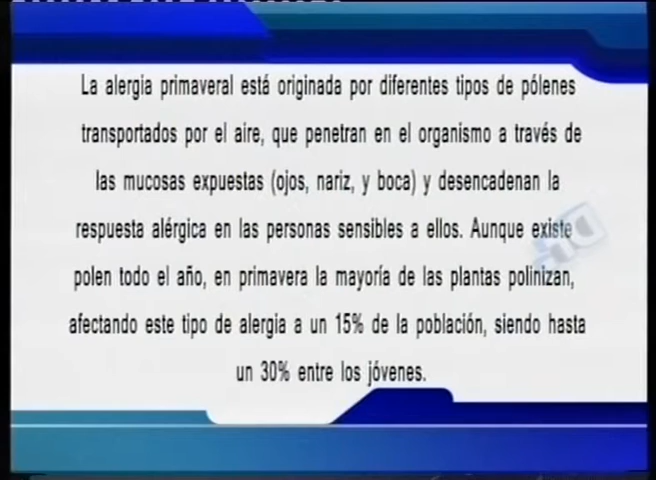 La alergia primaveral está originada por diferentes tipos de pólenes
transportados por el aire, que penetran en el organismo a través de
las mucosas expuestas (ojos, nariz, y boca) y desencadenan la
respuesta alérgica en las personas sensibles a ellos. Aunque existe
polen todo el año, en primavera la mayoría de las plantas polinizan,
afectando este tipo de alergia a un 15% de la población, siendo hasta
un 30% entre los jóvenes.